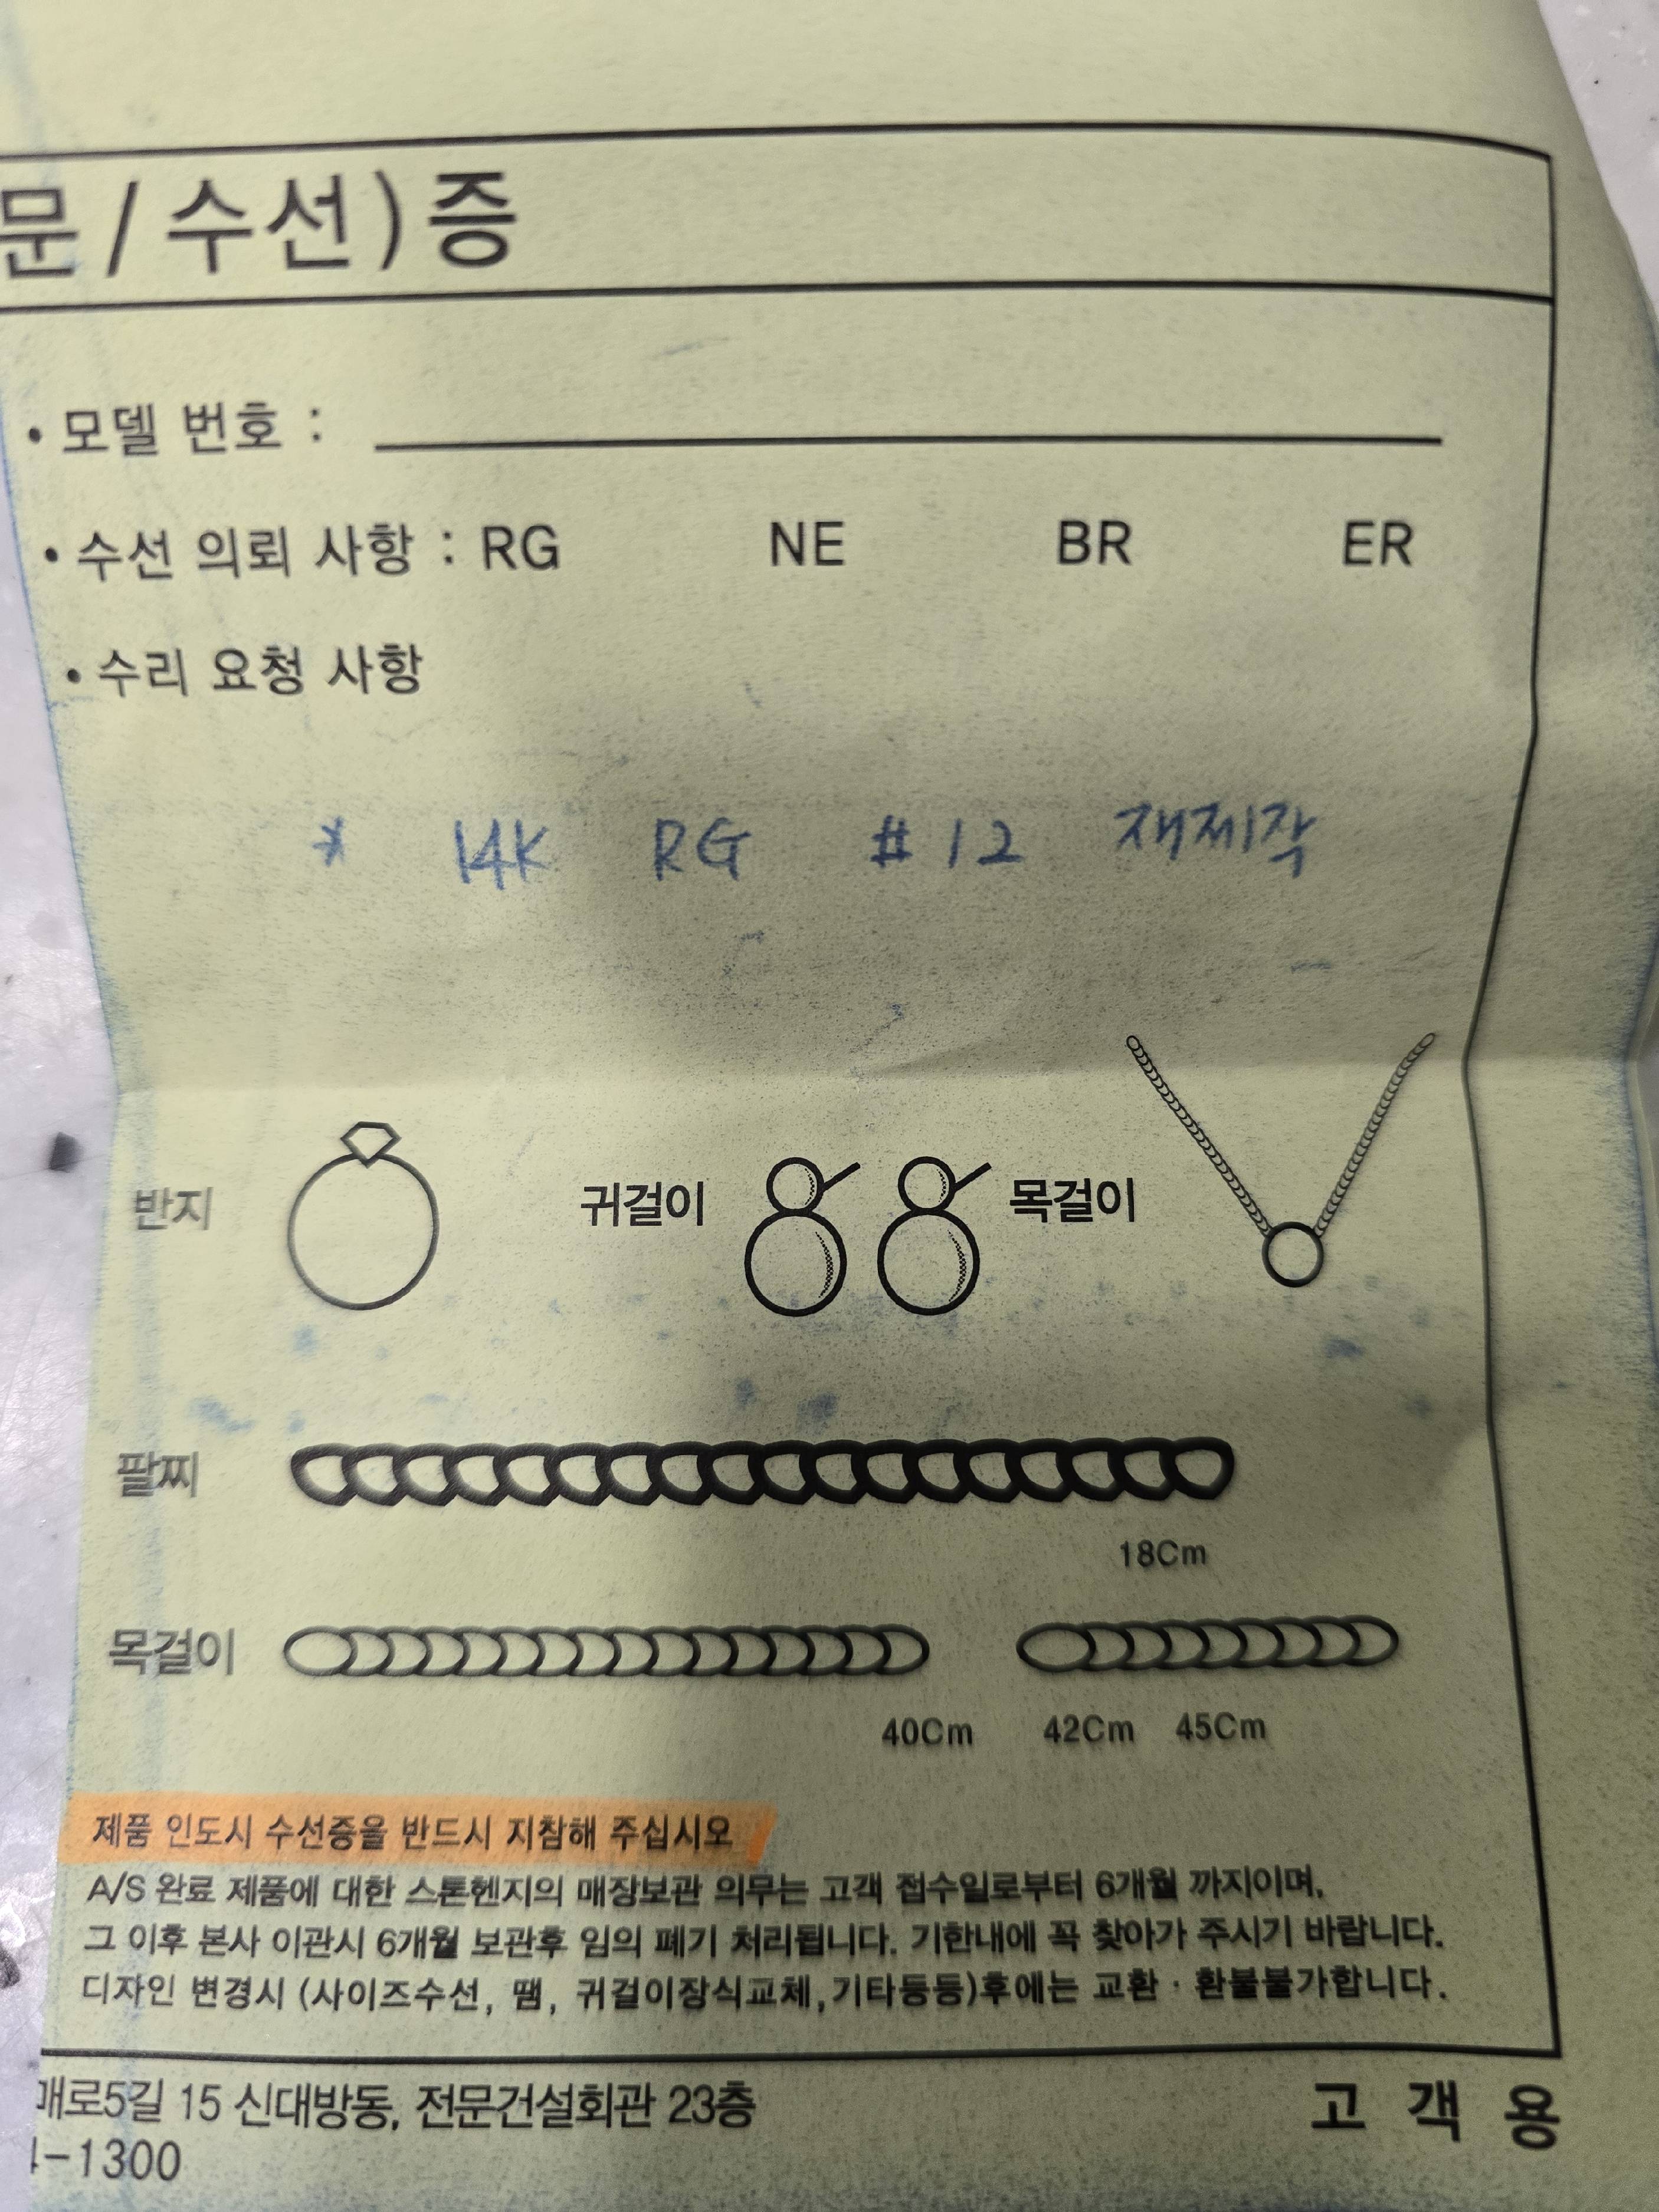 문 / 수선) 증
• 모델 번호 :
• 수선 의뢰 사항 : RG NE BR ER
• 수리 요청 사항
* 14K RG #12 재제작
반지 귀걸이 목걸이
팔찌
18Cm
목걸이
40Cm 42Cm 45Cm
제품 인도시 수선증을 반드시 지참해 주십시오
A/S 완료 제품에 대한 스톤헨지의 매장보관 의무는 고객 접수일로부터 6개월 까지이며,
그 이후 본사 이관시 6개월 보관후 임의 폐기 처리됩니다. 기한내에 꼭 찾아가 주시기 바랍니다.
디자인 변경시 (사이즈수선, 땜, 귀걸이장식교체,기타등등)후에는 교환 · 환불불가합니다.
매로5길 15 신대방동, 전문건설회관 23층
-1300
고 객 용